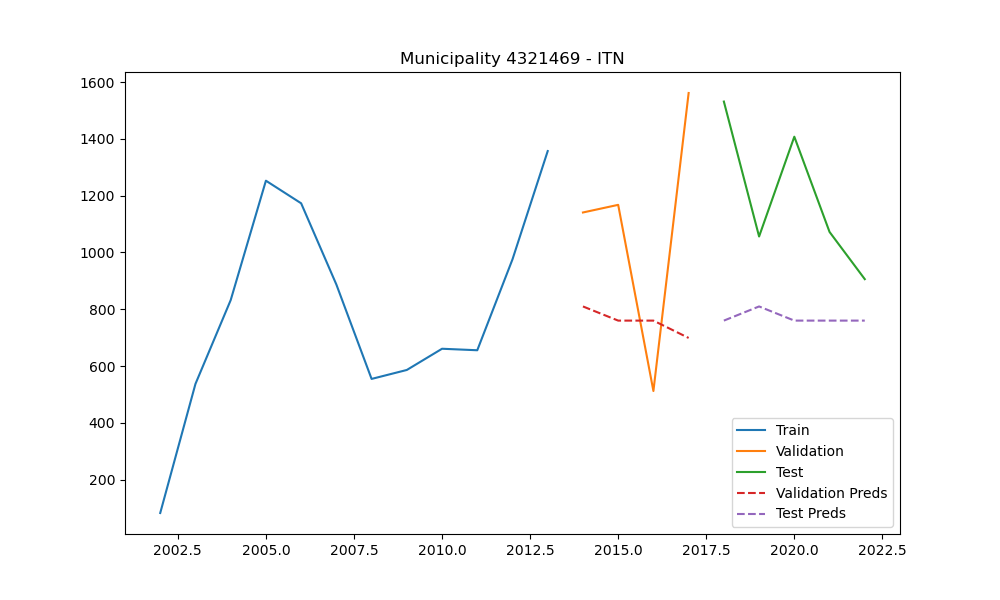 Municipality 4321469 - ITN
1600
1400
1200
1000
800
600
400
200
2002.5 2005.0 2007.5 2010.0 2012.5 2015.0 2017.5 2020.0 2022.5
Train
Validation
Test
Validation Preds
Test Preds